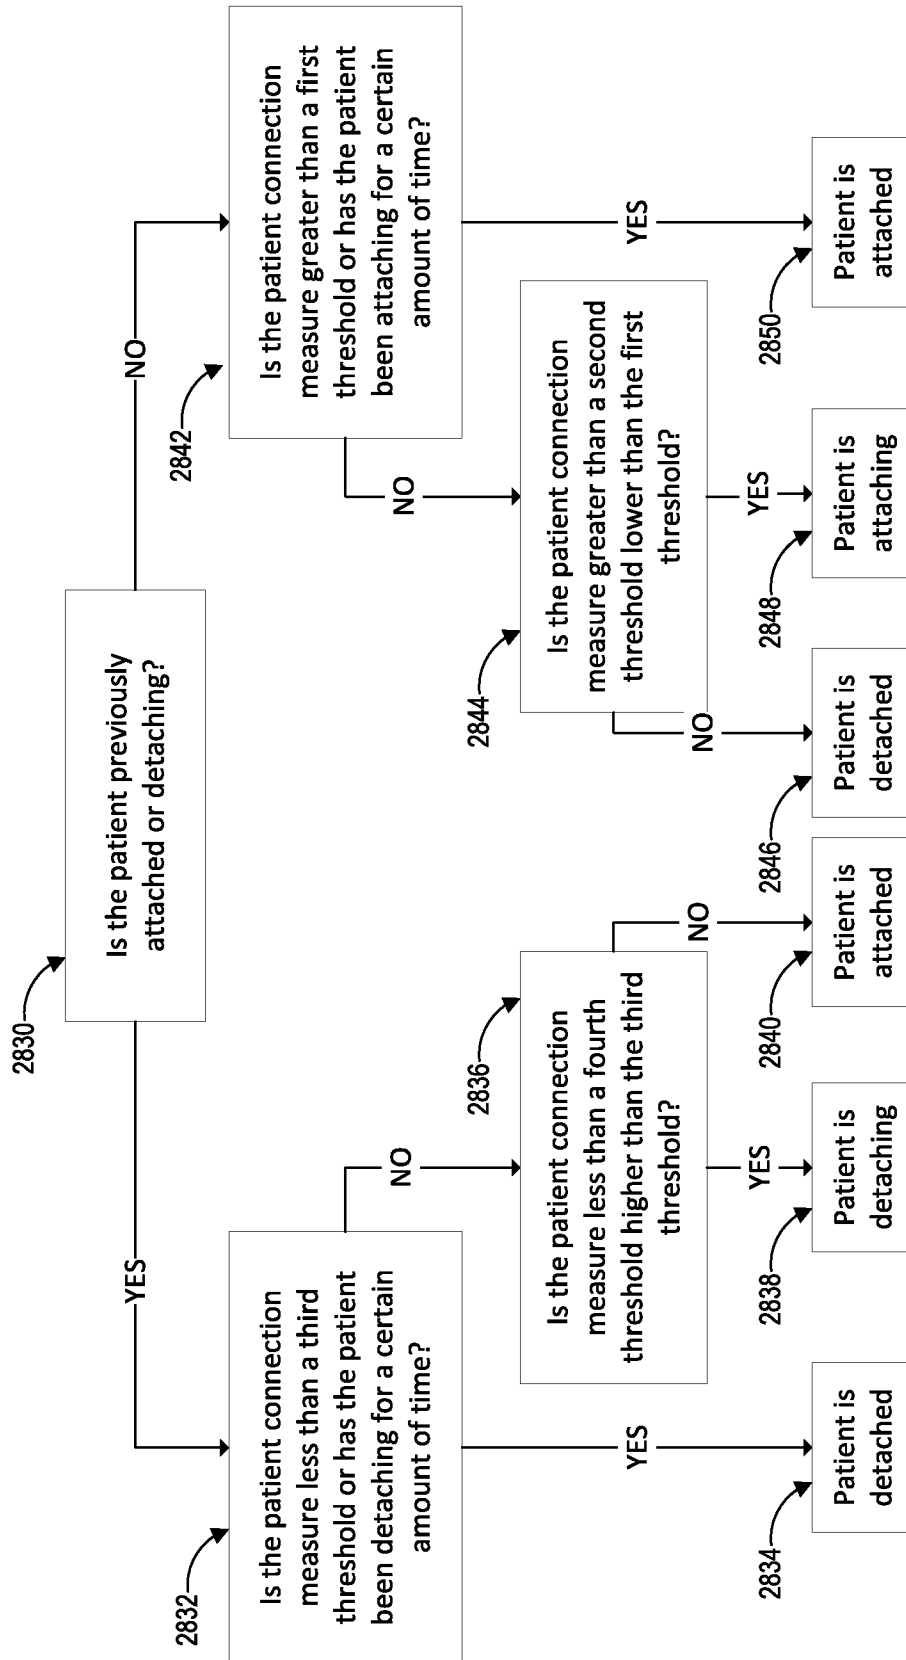 2830
Is the patient previously
attached or detaching?
YES
NO
2832
Is the patient connection
measure less than a third
threshold or has the patient
been detaching for a certain
amount of time?
2842
Is the patient connection
measure greater than a first
threshold or has the patient
been attaching for a certain
amount of time?
NO
NO
2836
Is the patient connection
measure less than a fourth
threshold higher than the third
threshold?
2844
Is the patient connection
measure greater than a second
threshold lower than the first
threshold?
YES
YES
NO
NO
YES
YES
2834
Patient is
detached
2838
Patient is
detaching
2840
Patient is
attached
2846
Patient is
detached
2848
Patient is
attaching
2850
Patient is
attached